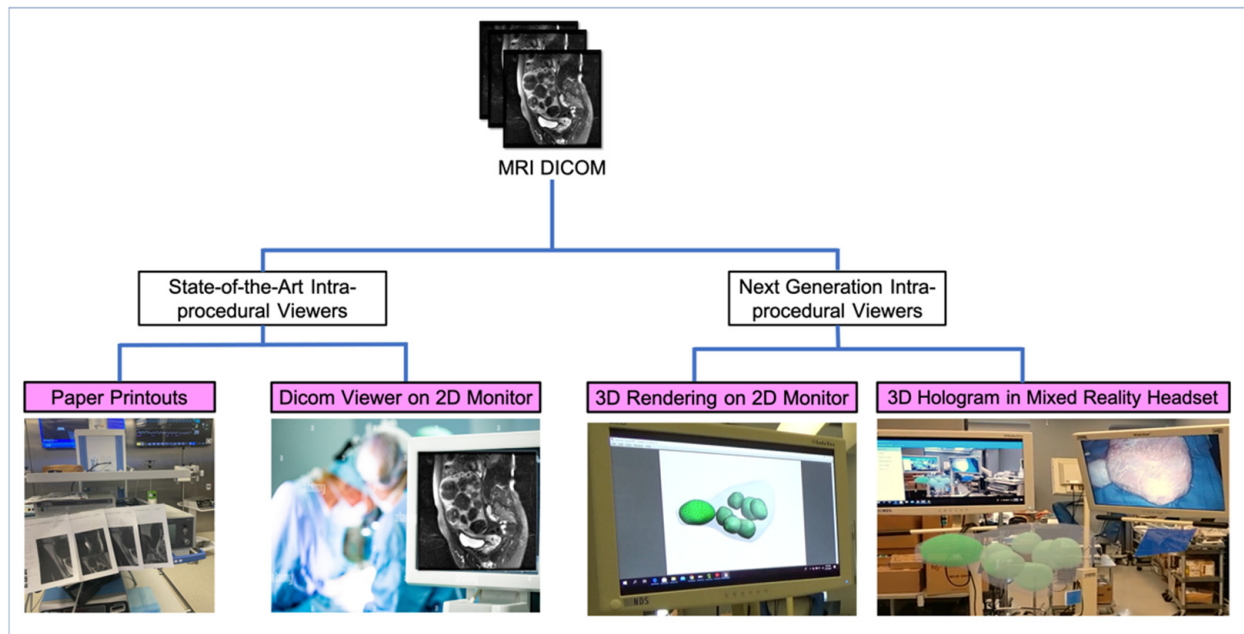 MRI DICOM
State-of-the-Art Intra-
procedural Viewers
Next Generation Intra-
procedural Viewers
Paper Printouts
Dicom Viewer on 2D Monitor
3D Rendering on 2D Monitor
3D Hologram in Mixed Reality Headset
NDS